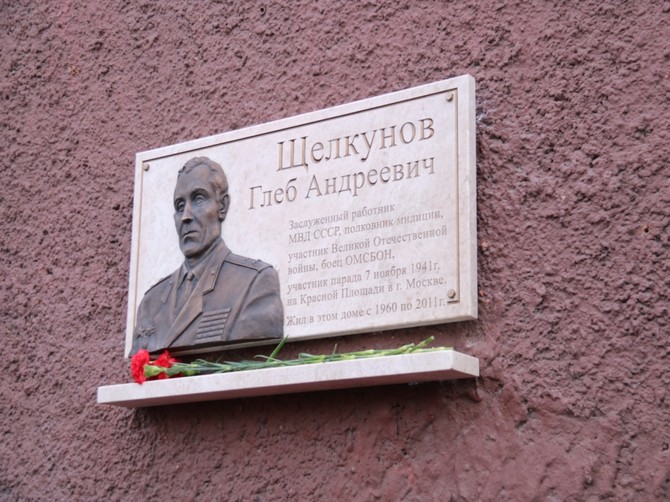 Щелкунов
Глеб Андреевич
Заслуженный работник
МВД СССР, полковник милиции,
участник Великой Отечественной
войны, боец ОМСБОН,
участник парада 7 ноября 1941г.
на Красной Площади в г. Москве.
Жил в этом доме с 1960 по 2011г.